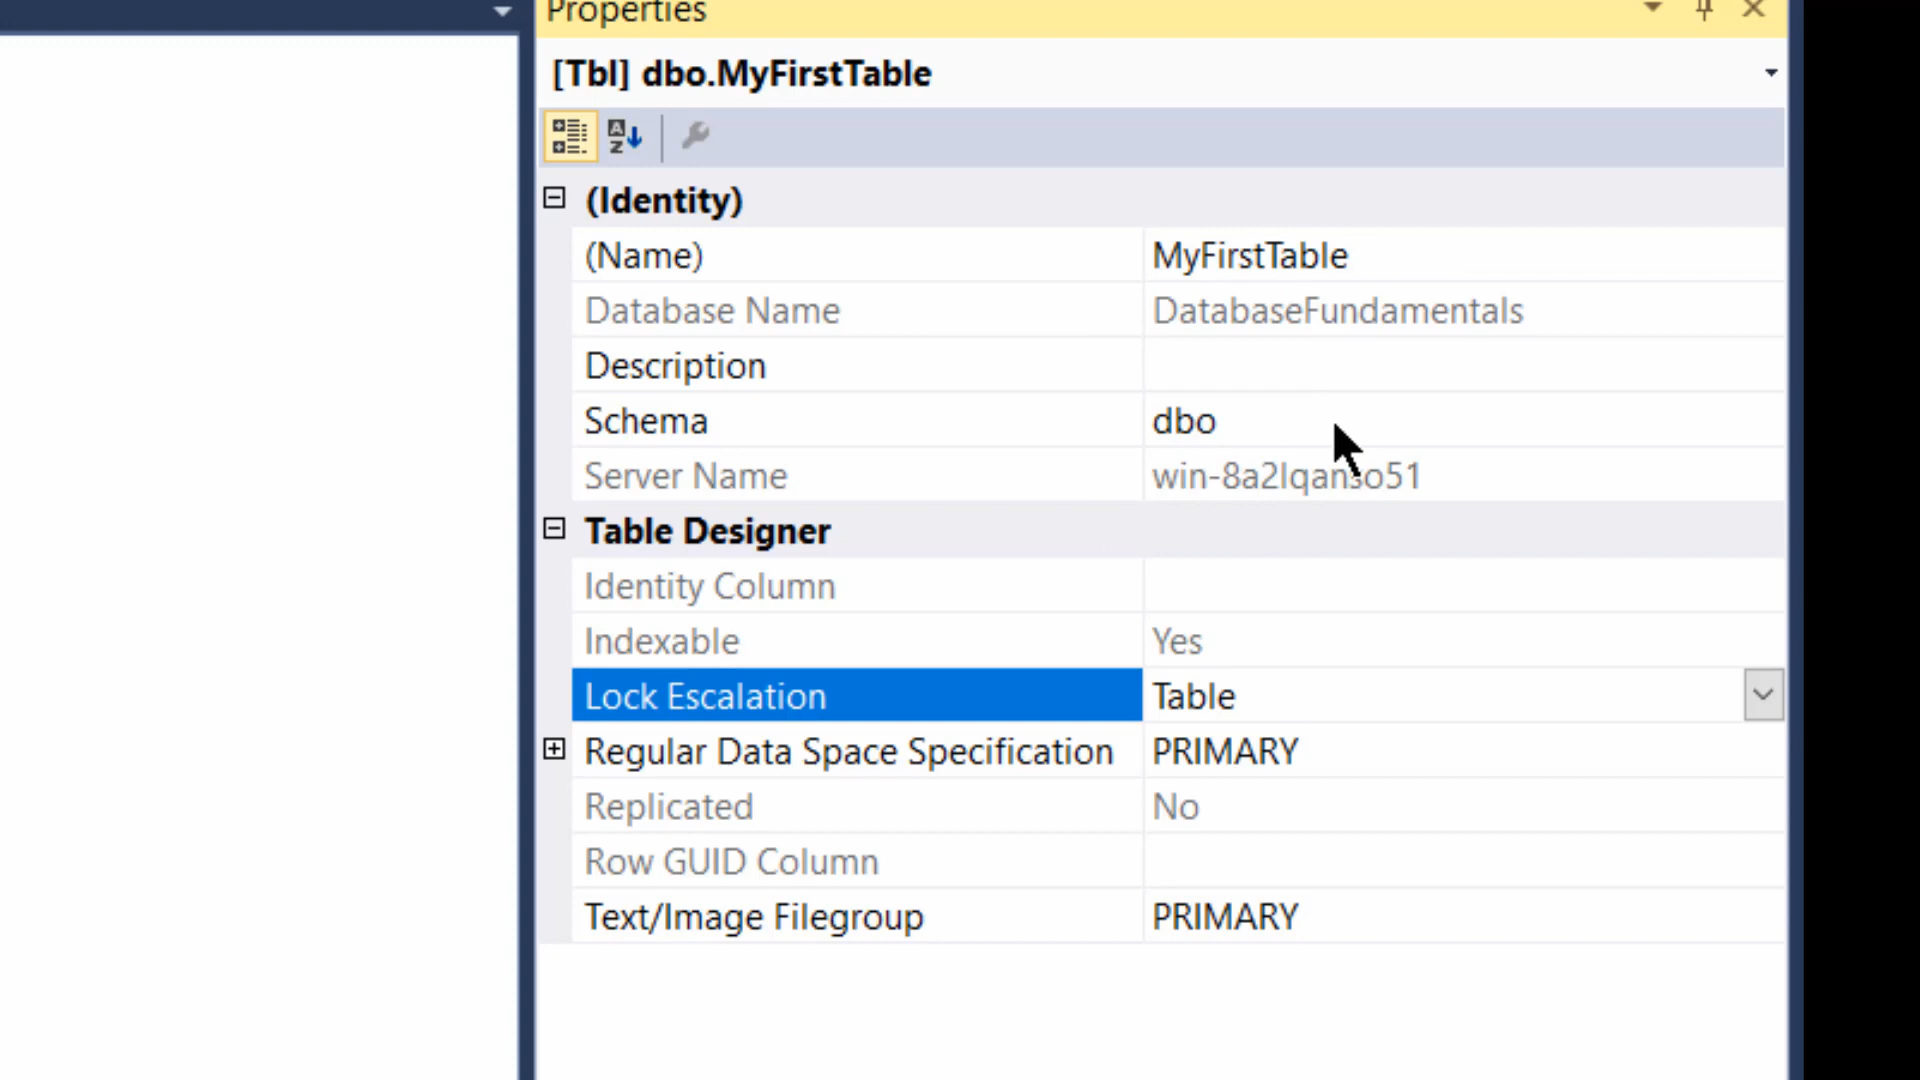 Properties
[Tbl] dbo.MyFirstTable
(Identity)
(Name) MyFirstTable
Database Name DatabaseFundamentals
Description
Schema dbo
Server Name win-8a2lqanso51
Table Designer
Identity Column
Indexable Yes
Lock Escalation Table
Regular Data Space Specification PRIMARY
Replicated No
Row GUID Column
Text/Image Filegroup PRIMARY